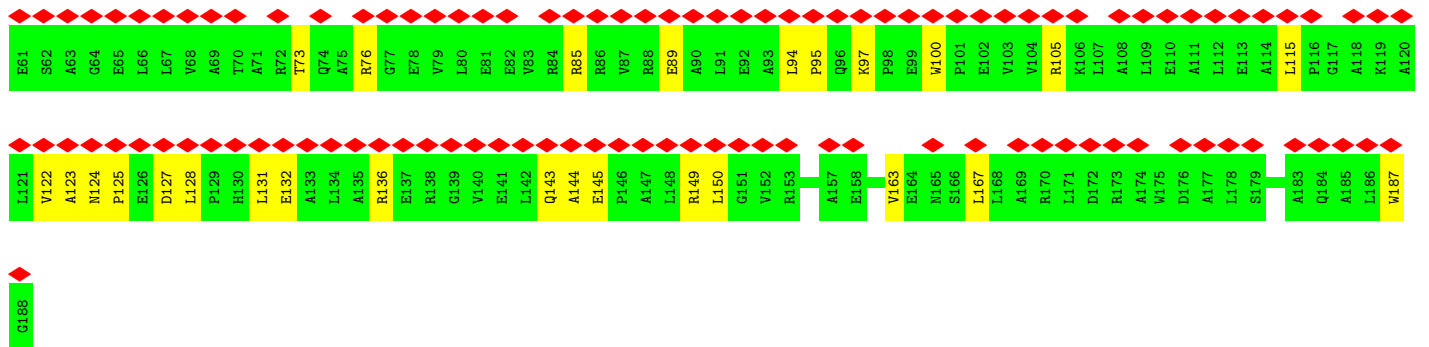 E61 S62 A63 G64 E65 L66 L67 V68 A69 T70 A71 R72 T73 Q74 A75 R76 G77 E78 V79 L80 E81 E82 V83 R84 R85 R86 V87 R88 E89 A90 L91 E92 A93 L94 P95 Q96 K97 P98 E99 W100 P101 E102 V103 V104 R105 K106 L107 A108 L109 E110 A111 L112 E113 A114 L115 P116 G117 A118 K119 A120
L121 V122 A123 N124 P125 E126 D127 L128 P129 H130 L131 E132 A133 L134 A135 R136 E137 R138 G139 V140 E141 L142 Q143 A144 E145 P146 A147 L148 R149 L150 G151 V152 R153 A157 E158 V163 E164 N165 S166 L167 L168 A169 R170 L171 D172 R173 A174 W175 D176 A177 L178 S179 A183 Q184 A185 L186 W187
G188